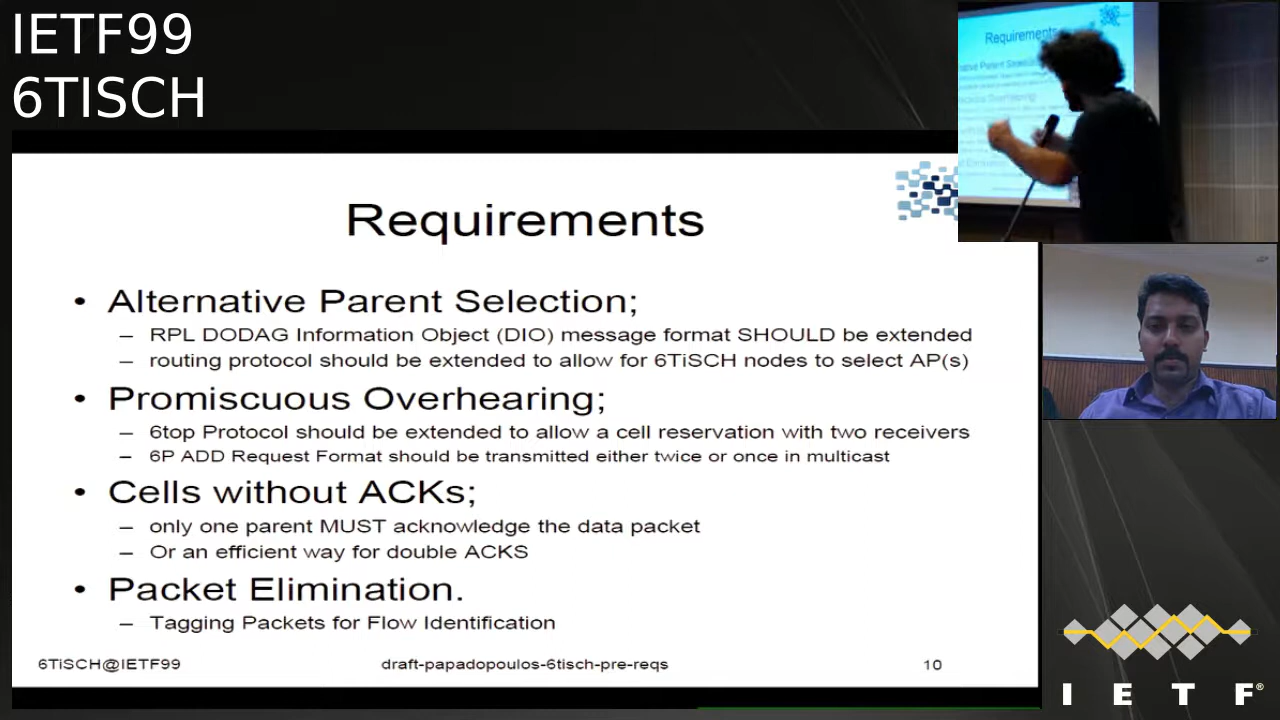 IETF99
6TISCH
Requirements
• Alternative Parent Selection;
– RPL DODAG Information Object (DIO) message format SHOULD be extended
– routing protocol should be extended to allow for 6TiSCH nodes to select AP(s)
• Promiscuous Overhearing;
– 6top Protocol should be extended to allow a cell reservation with two receivers
– 6P ADD Request Format should be transmitted either twice or once in multicast
• Cells without ACKs;
– only one parent MUST acknowledge the data packet
– Or an efficient way for double ACKS
• Packet Elimination.
– Tagging Packets for Flow Identification
6TiSCH@IETF99 draft-papadopoulos-6tisch-pre-reqs 10
Requirements
I E T F®